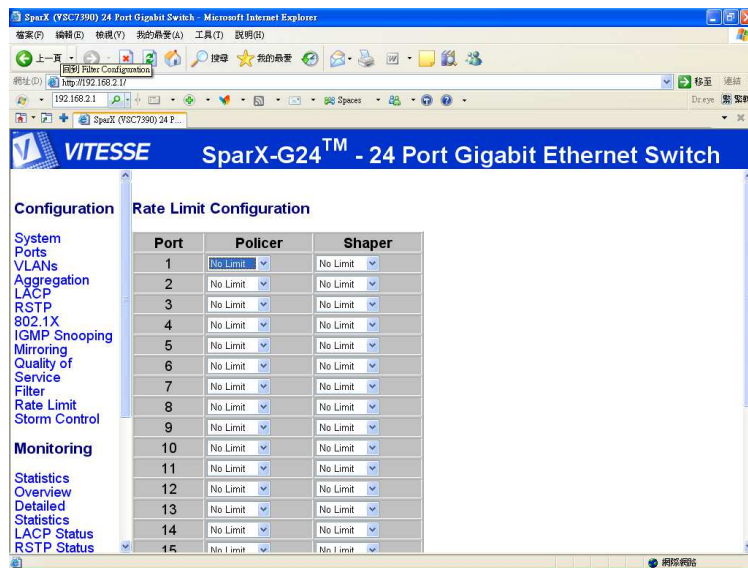 SparX (VSC7390) 24 Port Gigabit Switch - Microsoft Internet Explorer
檔案(F) 編輯(E) 檢視(V) 我的最愛(A) 工具(T) 說明(H)
上一頁 搜尋 我的最愛
回到 Filter Configuration
網址(D) http://192.168.2.1/ 移至 連結
192.168.2.1 Spaces Dr.eye
SparX (VSC7390) 24 P...
VITESSE SparX-G24TM - 24 Port Gigabit Ethernet Switch
Configuration
System
Ports
VLANs
Aggregation
LACP
RSTP
802.1X
IGMP Snooping
Mirroring
Quality of
Service
Filter
Rate Limit
Storm Control
Monitoring
Statistics
Overview
Detailed
Statistics
LACP Status
RSTP Status
Rate Limit Configuration
Port Policer Shaper
1 No Limit No Limit
2 No Limit No Limit
3 No Limit No Limit
4 No Limit No Limit
5 No Limit No Limit
6 No Limit No Limit
7 No Limit No Limit
8 No Limit No Limit
9 No Limit No Limit
10 No Limit No Limit
11 No Limit No Limit
12 No Limit No Limit
13 No Limit No Limit
14 No Limit No Limit
15 No Limit No Limit
網際網路